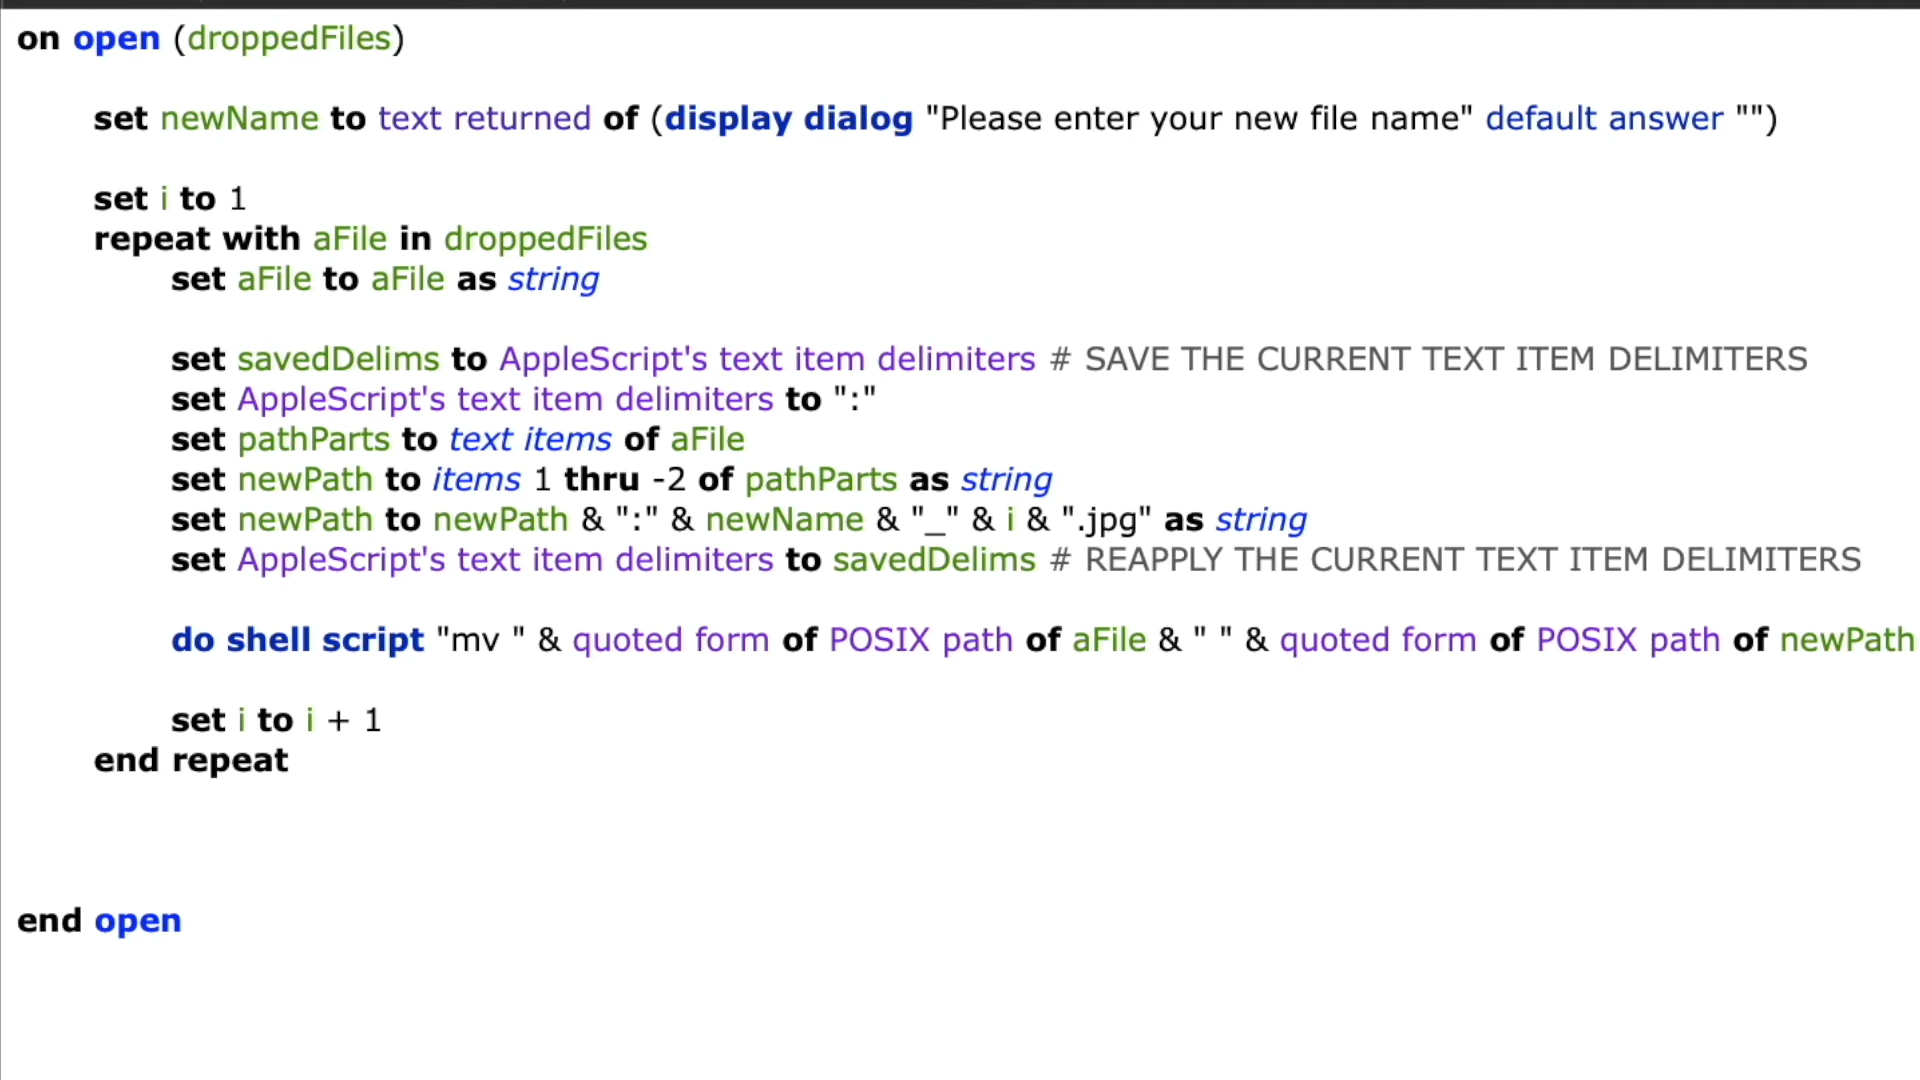 on open (droppedFiles)
set newName to text returned of (display dialog "Please enter your new file name" default answer "")
set i to 1
repeat with aFile in droppedFiles
set aFile to aFile as string
set savedDelims to AppleScript's text item delimiters # SAVE THE CURRENT TEXT ITEM DELIMITERS
set AppleScript's text item delimiters to ":"
set pathParts to text items of aFile
set newPath to items 1 thru -2 of pathParts as string
set newPath to newPath & ":" & newName & "_" & i & ".jpg" as string
set AppleScript's text item delimiters to savedDelims # REAPPLY THE CURRENT TEXT ITEM DELIMITERS
do shell script "mv " & quoted form of POSIX path of aFile & " " & quoted form of POSIX path of newPath
set i to i + 1
end repeat
end open